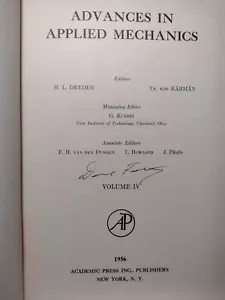 ADVANCES IN
APPLIED MECHANICS
Editors
H. L. DRYDEN TH. VON KÁRMÁN
Managing Editor
G. KUERTI
Case Institute of Technology, Cleveland, Ohio
Associate Editors
F. H. VAN DEN DUNGEN L. HOWARTH J. PÉRÈS
VOLUME IV
AP
1956
ACADEMIC PRESS INC., PUBLISHERS
NEW YORK, N. Y.